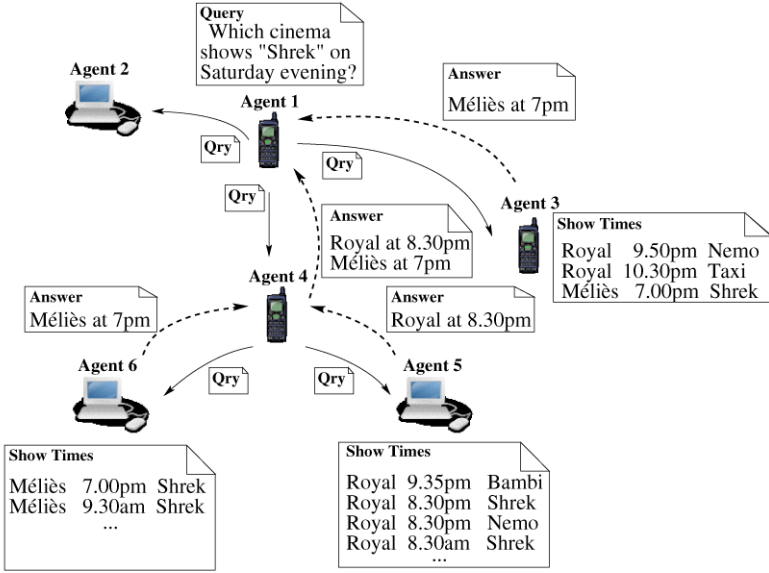 Query
Which cinema
shows "Shrek" on
Saturday evening?
Agent 2
Agent 1
Answer
Méliès at 7pm
Qry
Qry
Qry
Agent 3
Show Times
Royal 9.50pm Nemo
Royal 10.30pm Taxi
Méliès 7.00pm Shrek
Answer
Royal at 8.30pm
Méliès at 7pm
Agent 4
Answer
Méliès at 7pm
Answer
Royal at 8.30pm
Agent 6
Qry
Qry
Agent 5
Show Times
Méliès 7.00pm Shrek
Méliès 9.30am Shrek
...
Show Times
Royal 9.35pm Bambi
Royal 8.30pm Shrek
Royal 8.30pm Nemo
Royal 8.30am Shrek
...